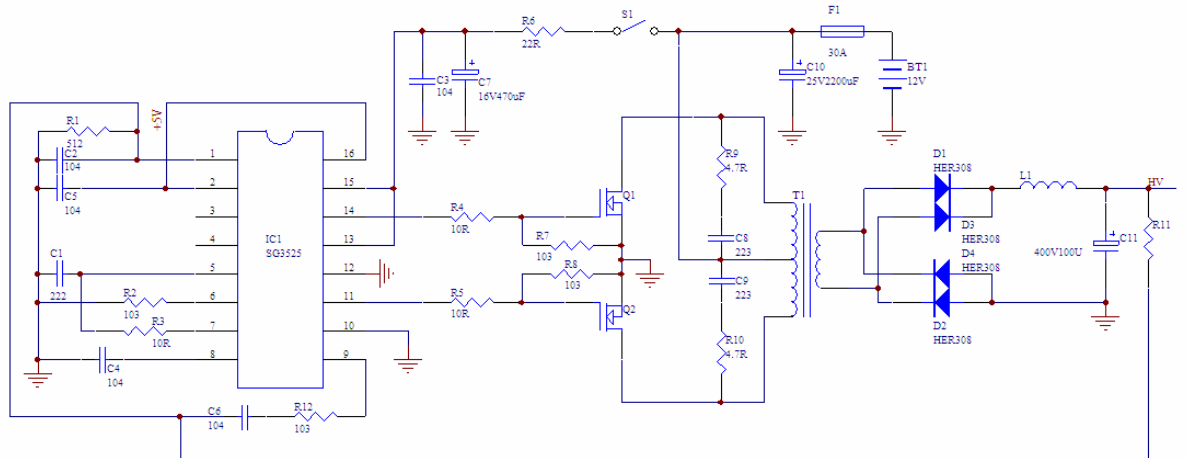 R6
22R
S1
F1
30A
C3
104
C7
16V470uF
C10
25V2200uF
BT1
12V
R1
512
+5V
C2
104
C5
104
1
2
3
4
5
6
7
8
16
15
14
13
12
11
10
9
IC1
SG3525
C1
222
R2
103
R3
10R
C4
104
C6
104
R12
103
R4
10R
R5
10R
R7
103
R8
103
Q1
Q2
R9
4.7R
C8
223
C9
223
R10
4.7R
T1
D1
HER308
D3
HER308
D4
HER308
D2
HER308
L1
HV
C11
400V100U
R11